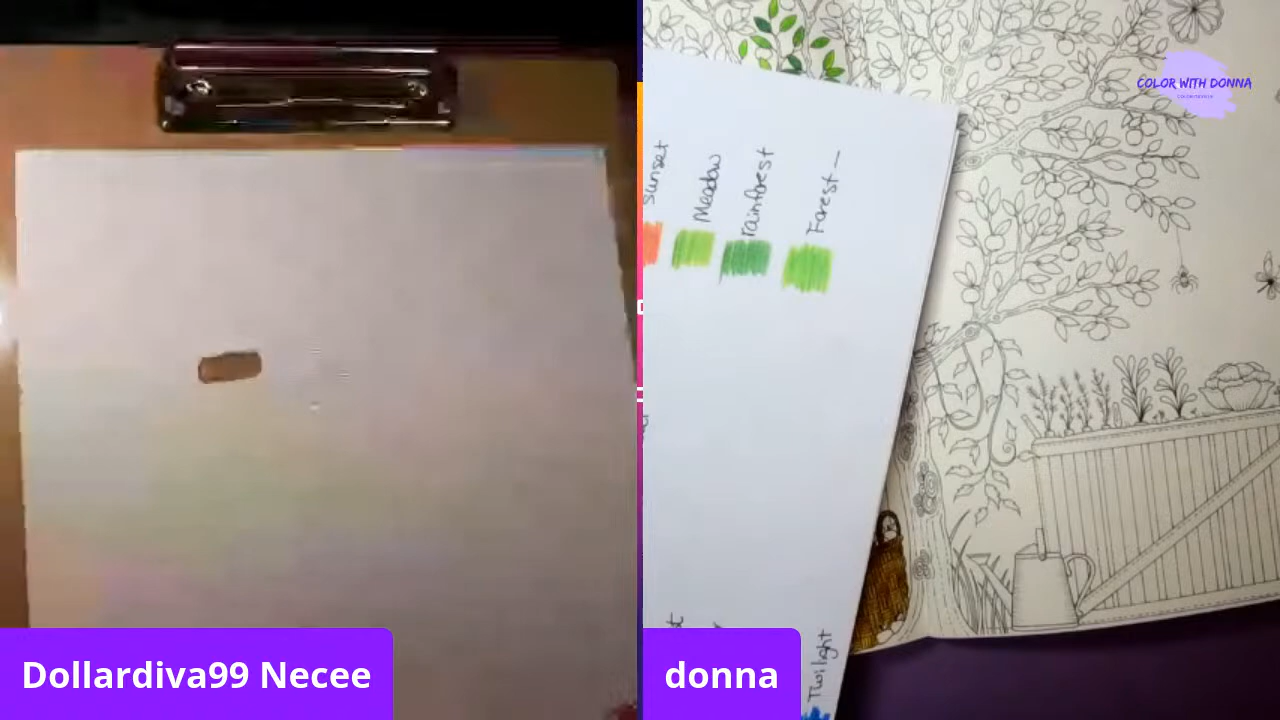 COLOR WITH DONNA
sunset
Meadow
rainforest
Forest –
Twilight
Dollardiva99 Necee
donna